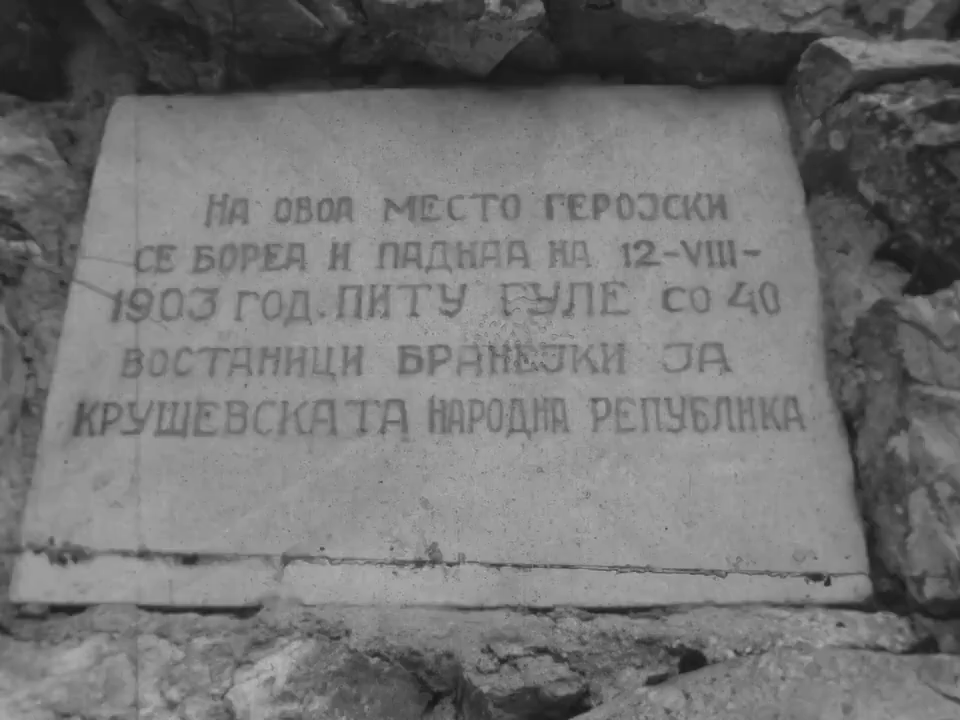 НА ОВОА МЕСТО ГЕРОЈСКИ
СЕ БОРЕА И ПАДНАА НА 12-VIII-
1903 ГОД. ПИТУ ГУЛЕ СО 40
ВОСТАНИЦИ БРАНЕЈКИ ЈА
КРУШЕВСКАТА НАРОДНА РЕПУБЛИКА